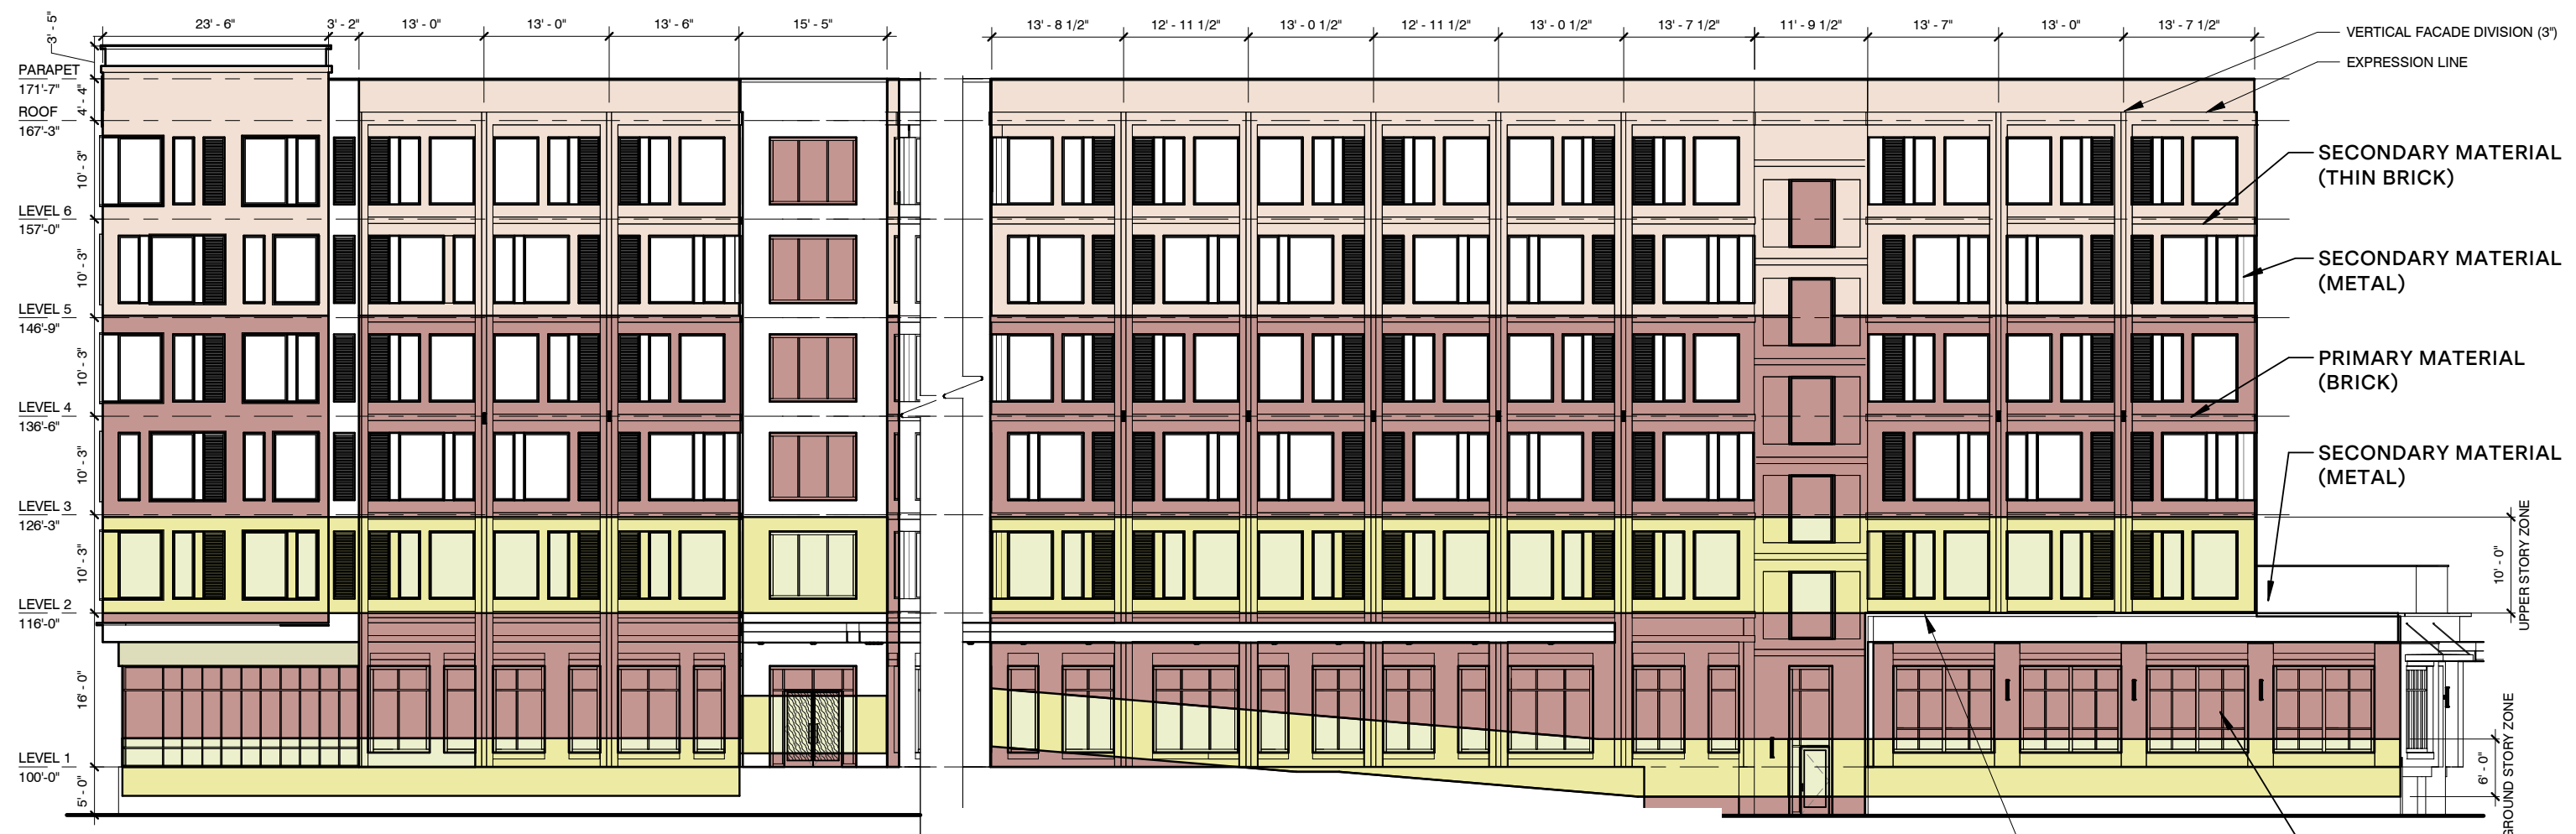 3' - 5"
23' - 6"
3' - 2"
13' - 0"
13' - 0"
13' - 6"
15' - 5"
13' - 8 1/2"
12' - 11 1/2"
13' - 0 1/2"
12' - 11 1/2"
13' - 0 1/2"
13' - 7 1/2"
11' - 9 1/2"
13' - 7"
13' - 0"
13' - 7 1/2"
VERTICAL FACADE DIVISION (3")
EXPRESSION LINE
PARAPET
171'-7"
4' - 4"
ROOF
167'-3"
10' - 3"
SECONDARY MATERIAL
(THIN BRICK)
LEVEL 6
157'-0"
10' - 3"
SECONDARY MATERIAL
(METAL)
LEVEL 5
146'-9"
10' - 3"
PRIMARY MATERIAL
(BRICK)
LEVEL 4
136'-6"
10' - 3"
SECONDARY MATERIAL
(METAL)
LEVEL 3
126'-3"
10' - 3"
10' - 0"
UPPER STORY ZONE
LEVEL 2
116'-0"
16' - 0"
LEVEL 1
100'-0"
5' - 0"
6' - 0"
GROUND STORY ZONE